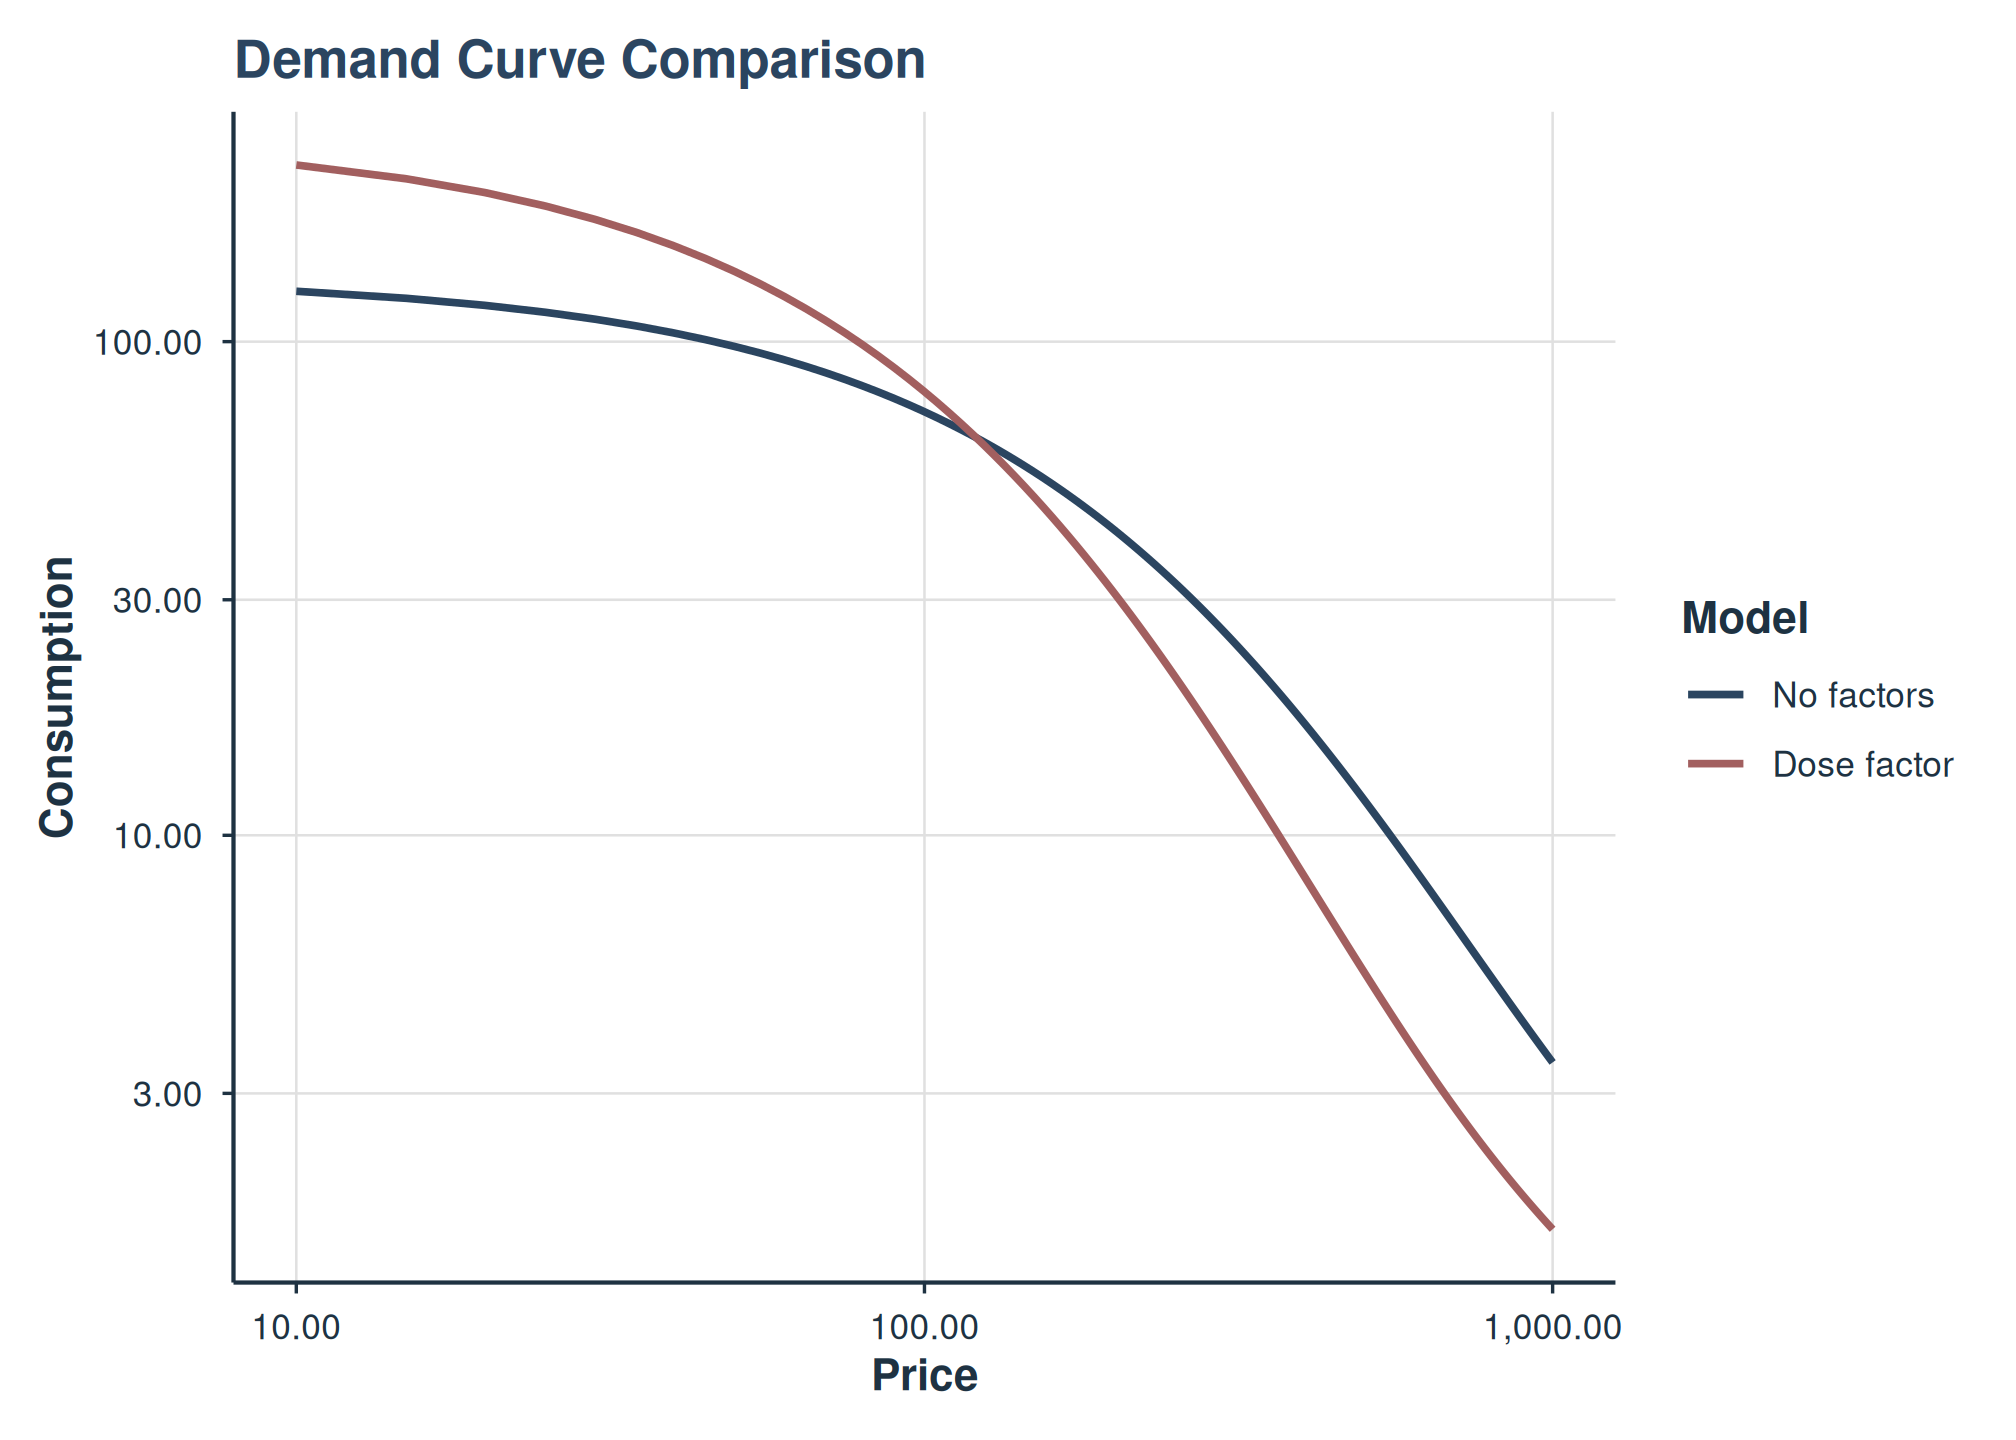 Demand Curve Comparison
Consumption
100.00
30.00
10.00
3.00
10.00
100.00
1,000.00
Price
Model
No factors
Dose factor